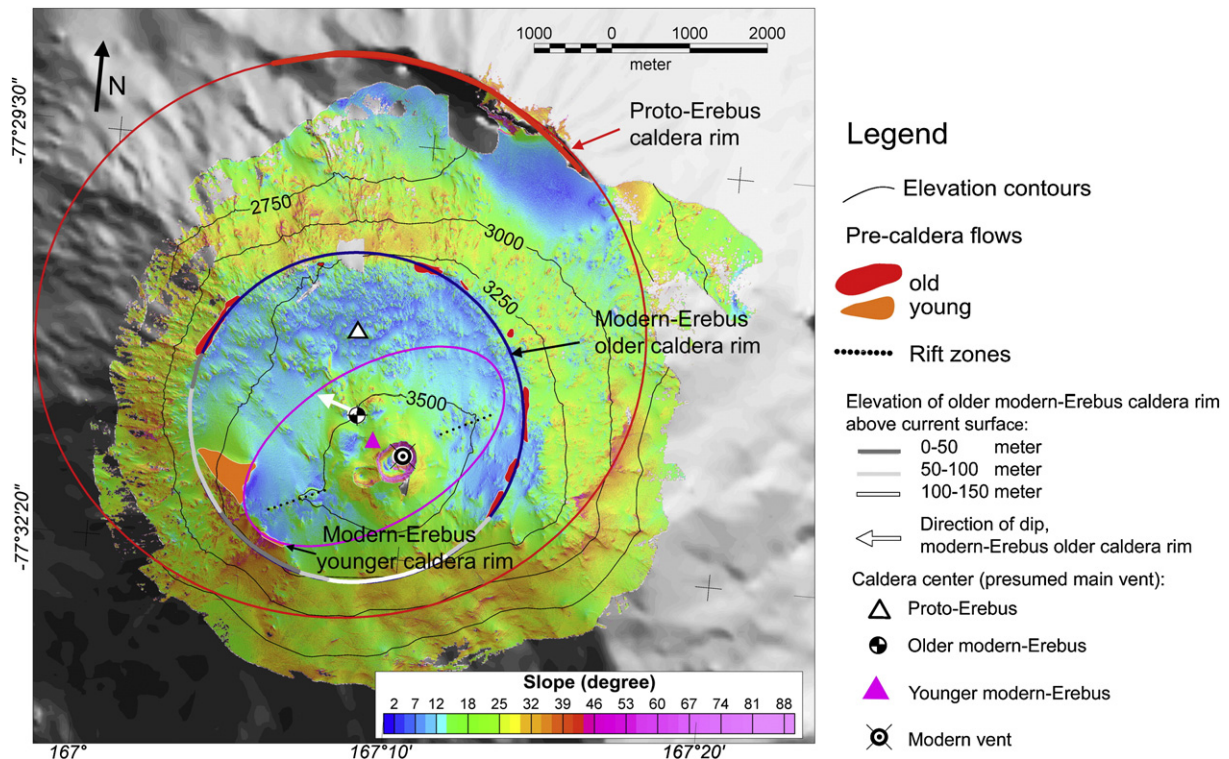 1000 0 1000 2000
meter
N
-77°29'30"
Proto-Erebus
caldera rim
2750
3000
3250
Modern-Erebus
older caldera rim
3500
-77°32'20"
Modern-Erebus
younger caldera rim
Slope (degree)
2 7 12 18 25 32 39 46 53 60 67 74 81 88
167°
167°10'
167°20'
Legend
Elevation contours
Pre-caldera flows
old
young
Rift zones
Elevation of older modern-Erebus caldera rim
above current surface:
0-50 meter
50-100 meter
100-150 meter
Direction of dip,
modern-Erebus older caldera rim
Caldera center (presumed main vent):
Proto-Erebus
Older modern-Erebus
Younger modern-Erebus
Modern vent